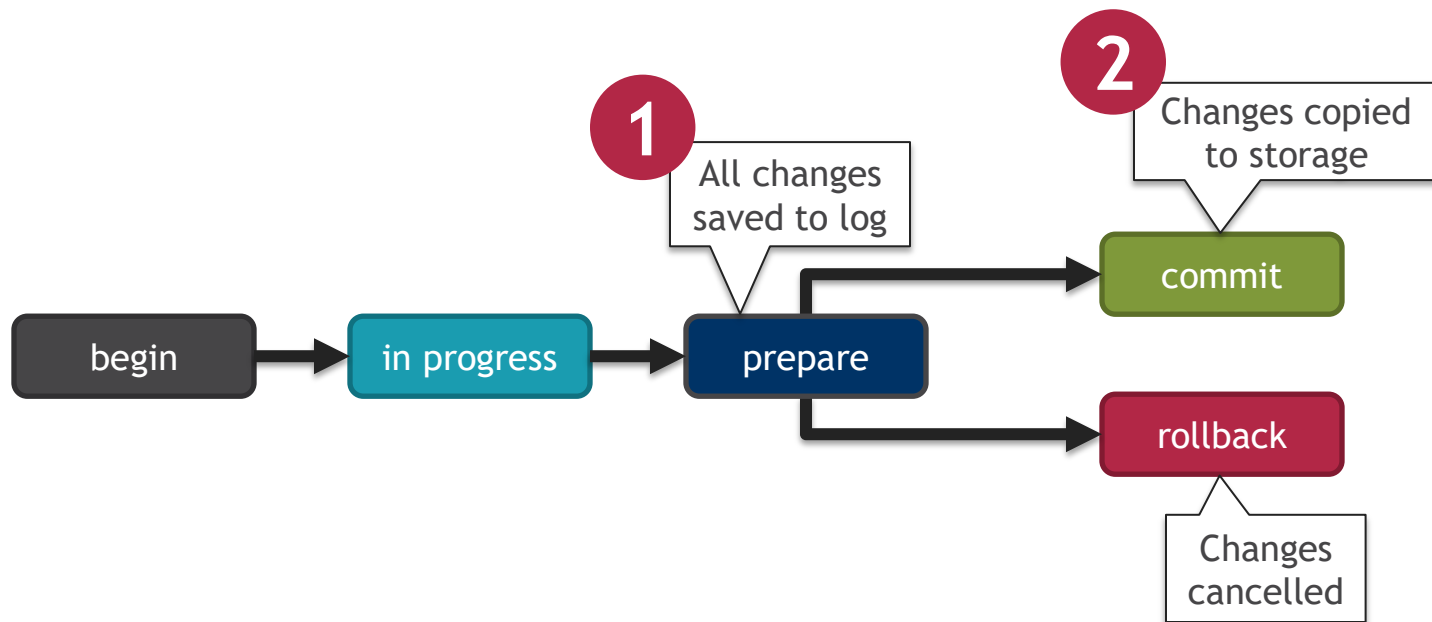 1
All changes
saved to log
2
Changes copied
to storage
begin
in progress
prepare
commit
rollback
Changes
cancelled